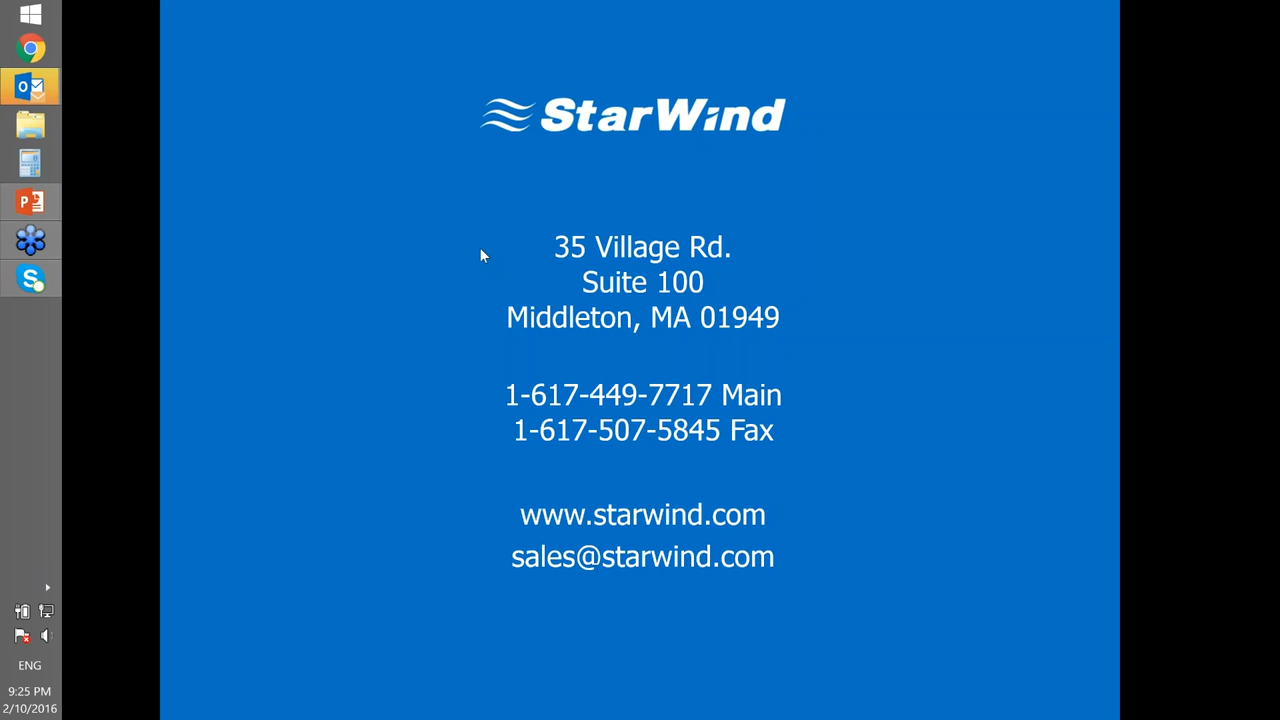 StarWind
35 Village Rd.
Suite 100
Middleton, MA 01949
1-617-449-7717 Main
1-617-507-5845 Fax
www.starwind.com
sales@starwind.com
ENG
9:25 PM
2/10/2016